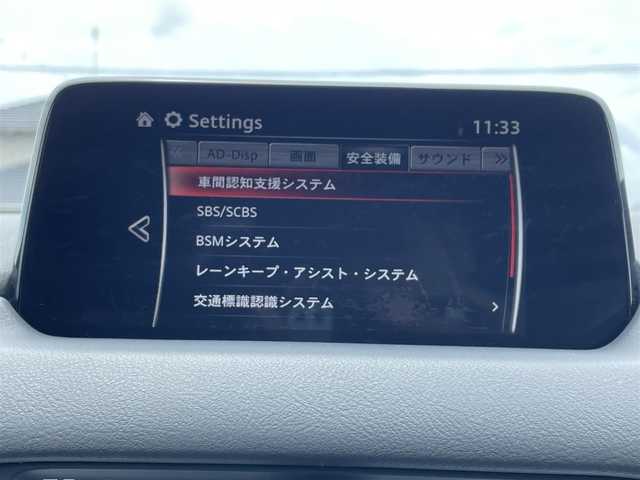 Settings 11:33
AD-Disp 画面 安全装備 サウンド
車間認知支援システム
SBS/SCBS
BSMシステム
レーンキープ・アシスト・システム
交通標識認識システム